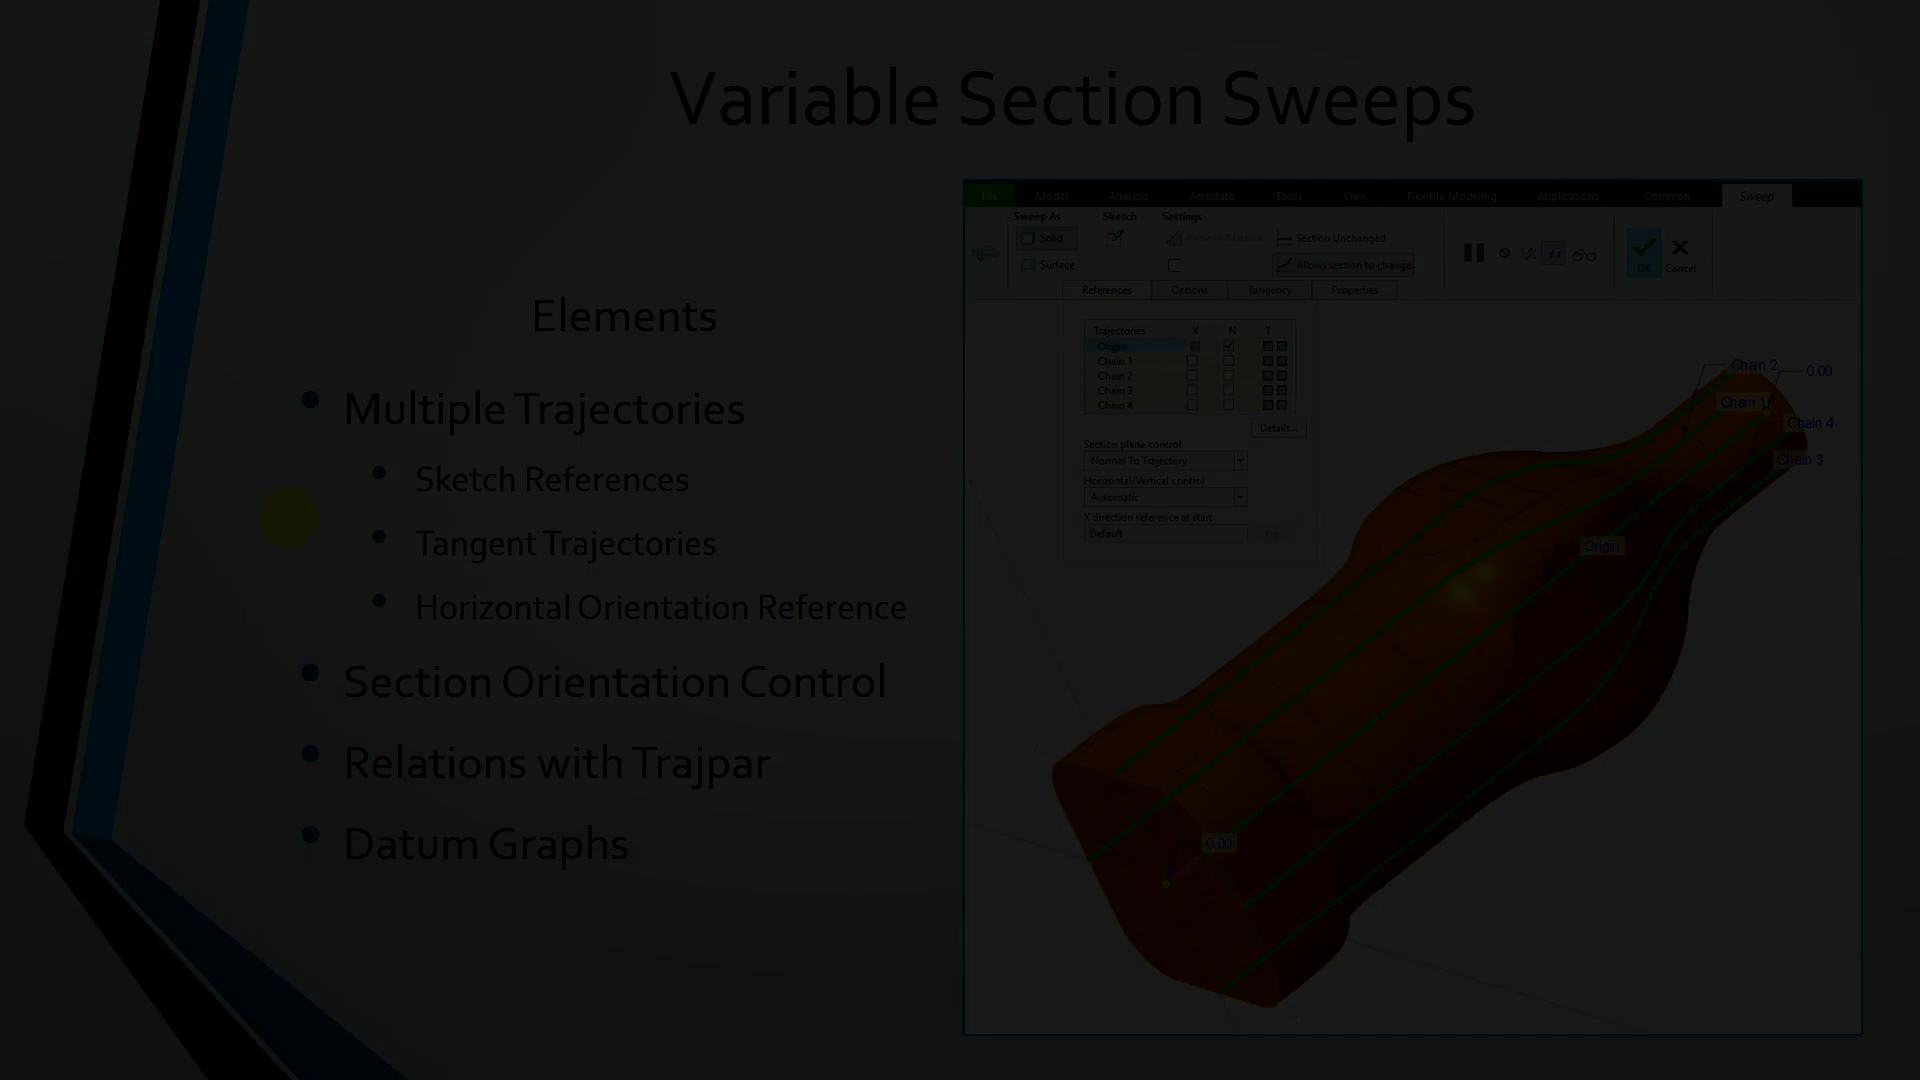 Variable Section Sweeps
Elements
Multiple Trajectories
Sketch References
Tangent Trajectories
Horizontal Orientation Reference
Section Orientation Control
Relations with Trajpar
Datum Graphs
File Model Analysis Annotate Tools View Flexible Modeling Applications Common Sweep
Sweep As Sketch Settings
Solid Remove Material Section Unchanged
Surface Allows section to change
OK Cancel
References Options Tangency Properties
Trajectories X N T
Origin
Chain 1
Chain 2
Chain 3
Chain 4
Details...
Section plane control
Normal To Trajectory
Horizontal/Vertical control
Automatic
X direction reference at start
Default
Chain 2 0.00
Chain 1
Chain 4
Chain 3
Origin
0.00